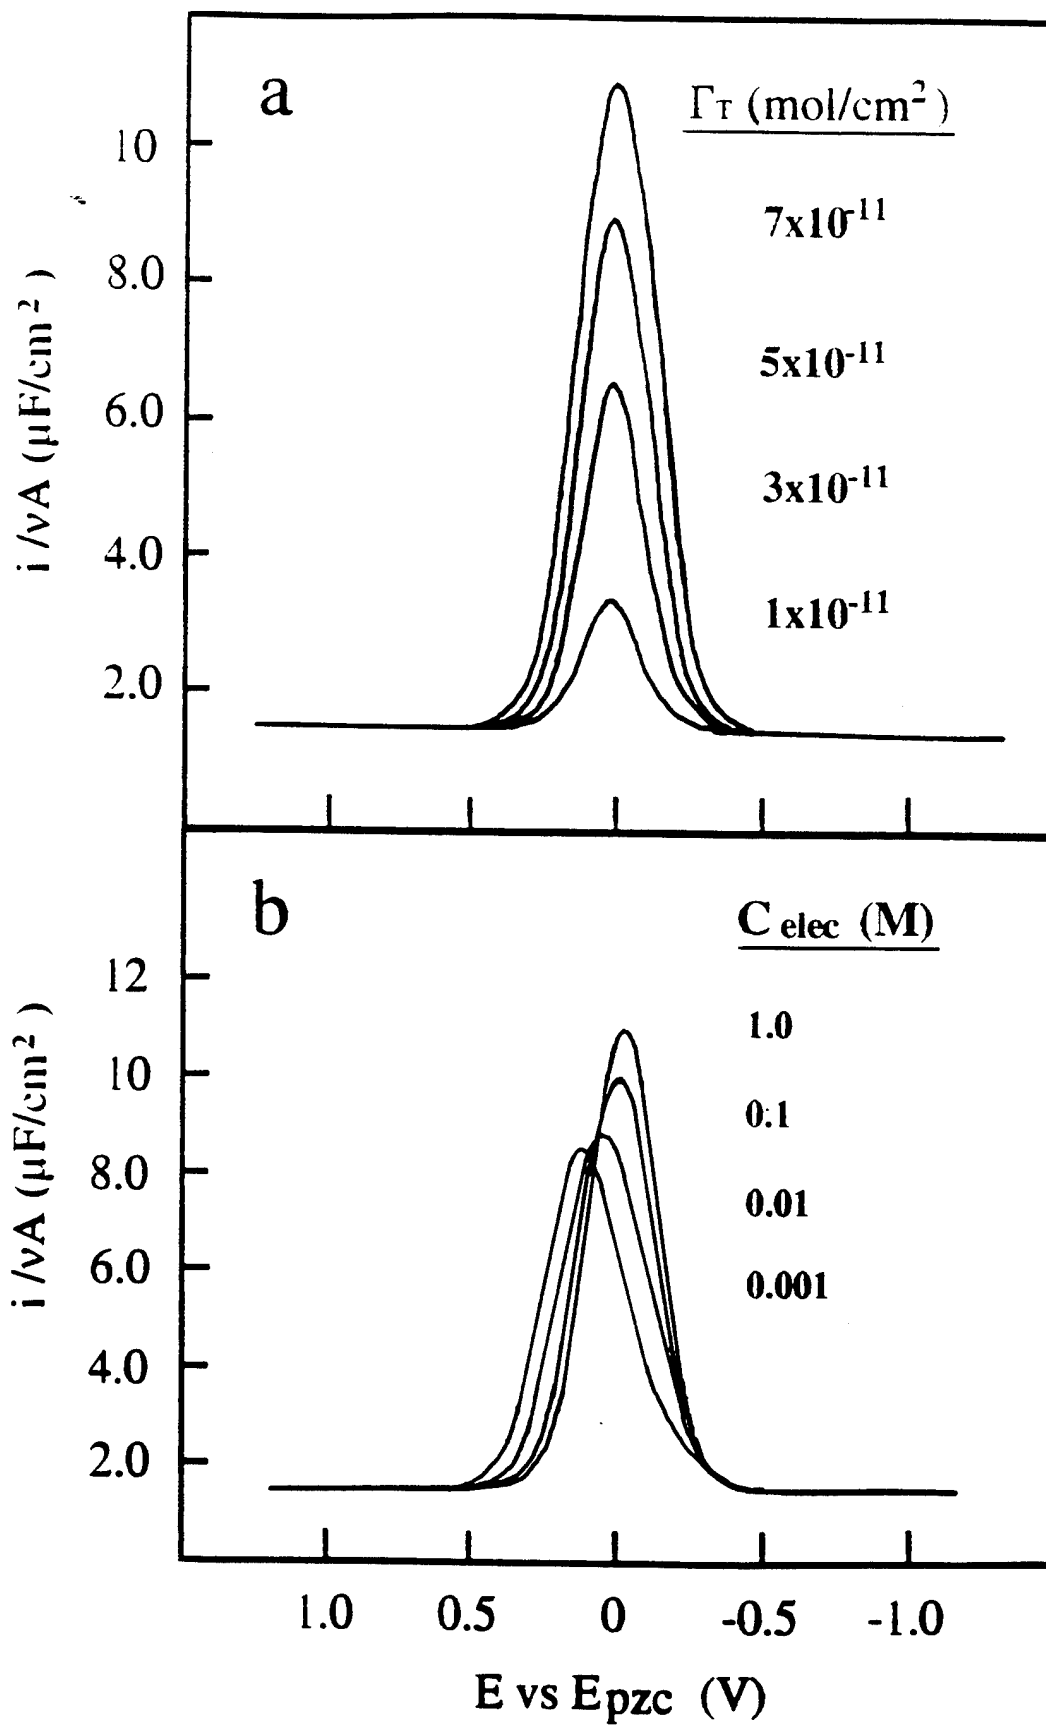 a
ΓT (mol/cm²)
10
7x10⁻¹¹
8.0
5x10⁻¹¹
6.0
3x10⁻¹¹
4.0
1x10⁻¹¹
2.0
i /νA (μF/cm²)
b
C elec (M)
12
1.0
10
0.1
8.0
0.01
6.0
0.001
4.0
2.0
i /νA (μF/cm²)
1.0 0.5 0 -0.5 -1.0
E vs Epzc (V)